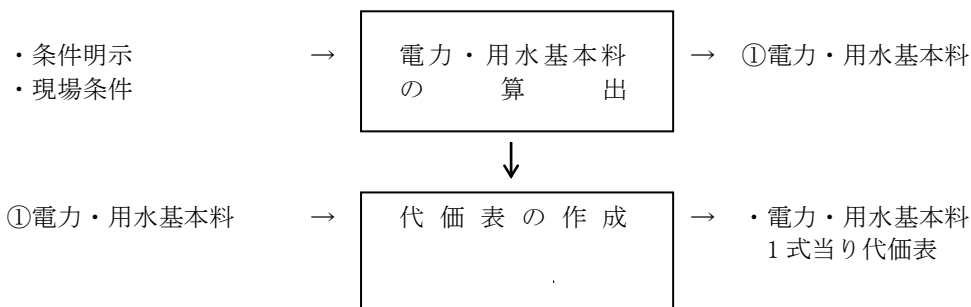 ・条件明示 → 電力・用水基本料 → ①電力・用水基本料
・現場条件 の算出
↓
①電力・用水基本料 → 代価表の作成 → ・電力・用水基本料
1式当り代価表